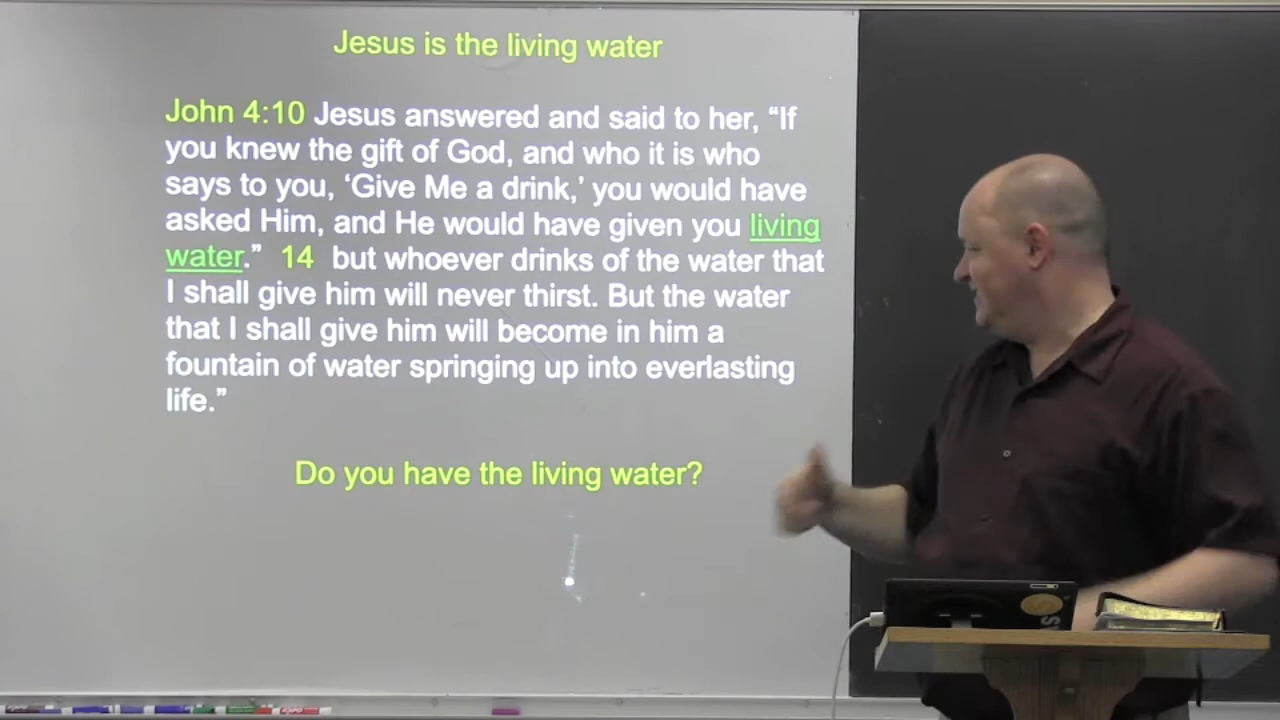 Jesus is the living water
John 4:10 Jesus answered and said to her, “If
you knew the gift of God, and who it is who
says to you, ‘Give Me a drink,’ you would have
asked Him, and He would have given you living
water.” 14 but whoever drinks of the water that
I shall give him will never thirst. But the water
that I shall give him will become in him a
fountain of water springing up into everlasting
life.”
Do you have the living water?